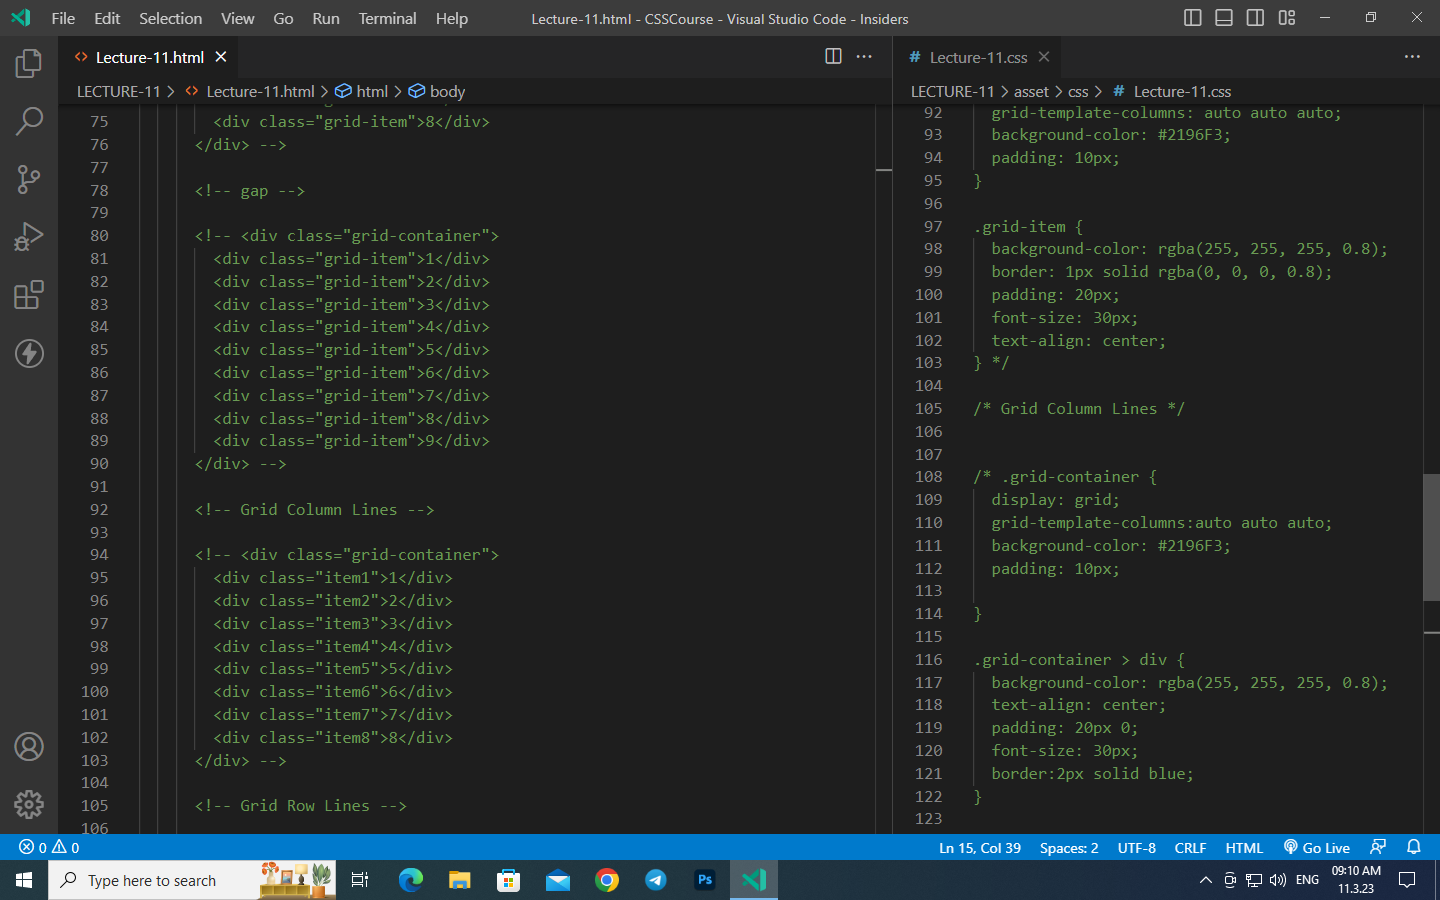 File Edit Selection View Go Run Terminal Help Lecture-11.html - CSSCourse - Visual Studio Code - Insiders
Lecture-11.html
LECTURE-11 > Lecture-11.html > html > body
75 <div class="grid-item">8</div>
76 </div> -->
77
78 <!-- gap -->
79
80 <!-- <div class="grid-container">
81 <div class="grid-item">1</div>
82 <div class="grid-item">2</div>
83 <div class="grid-item">3</div>
84 <div class="grid-item">4</div>
85 <div class="grid-item">5</div>
86 <div class="grid-item">6</div>
87 <div class="grid-item">7</div>
88 <div class="grid-item">8</div>
89 <div class="grid-item">9</div>
90 </div> -->
91
92 <!-- Grid Column Lines -->
93
94 <!-- <div class="grid-container">
95 <div class="item1">1</div>
96 <div class="item2">2</div>
97 <div class="item3">3</div>
98 <div class="item4">4</div>
99 <div class="item5">5</div>
100 <div class="item6">6</div>
101 <div class="item7">7</div>
102 <div class="item8">8</div>
103 </div> -->
104
105 <!-- Grid Row Lines -->
106
# Lecture-11.css
LECTURE-11 > asset > css > # Lecture-11.css
92 grid-template-columns: auto auto auto;
93 background-color: #2196F3;
94 padding: 10px;
95 }
96
97 .grid-item {
98 background-color: rgba(255, 255, 255, 0.8);
99 border: 1px solid rgba(0, 0, 0, 0.8);
100 padding: 20px;
101 font-size: 30px;
102 text-align: center;
103 } */
104
105 /* Grid Column Lines */
106
107
108 /* .grid-container {
109 display: grid;
110 grid-template-columns:auto auto auto;
111 background-color: #2196F3;
112 padding: 10px;
113
114 }
115
116 .grid-container > div {
117 background-color: rgba(255, 255, 255, 0.8);
118 text-align: center;
119 padding: 20px 0;
120 font-size: 30px;
121 border:2px solid blue;
122 }
123
0 0 Ln 15, Col 39 Spaces: 2 UTF-8 CRLF HTML Go Live
Type here to search Ps ENG 09:10 AM
11.3.23